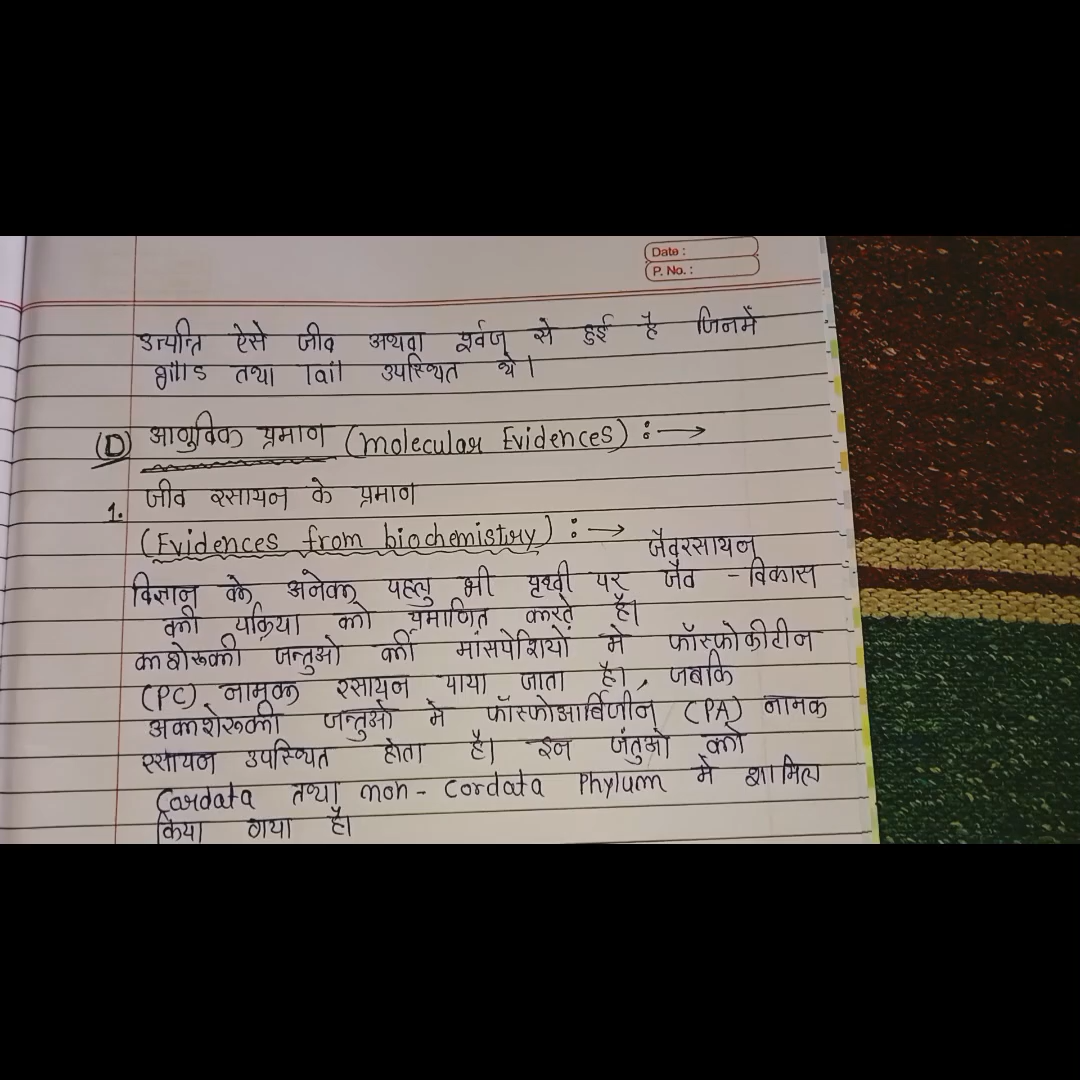 Date :
P. No. :
उत्पत्ति ऐसे जीव अथवा पूर्वज से हुई है जिनमें
gills तथा Tail उपस्थित थे।
(D) आणुविक प्रमाण (Molecular Evidences) :→
1. जीव रसायन के प्रमाण
(Evidences from biochemistry) :→
जैवरसायन
विज्ञान के अनेक पहलु भी पृथ्वी पर जैव - विकास
की प्रक्रिया को प्रमाणित करते है।
कशेरूकी जन्तुओ की मांसपेशियों मे फॉस्फोकीटीन
(PC) नामक रसायन पाया जाता है, जबकि
अकशेरूकी जन्तुओ मे फॉस्फोआर्जिनीन (PA) नामक
रसायन उपस्थित होता है। इन जंतुओ को
Cordata तथा non - Cordata Phylum मे शामिल
किया गया है।